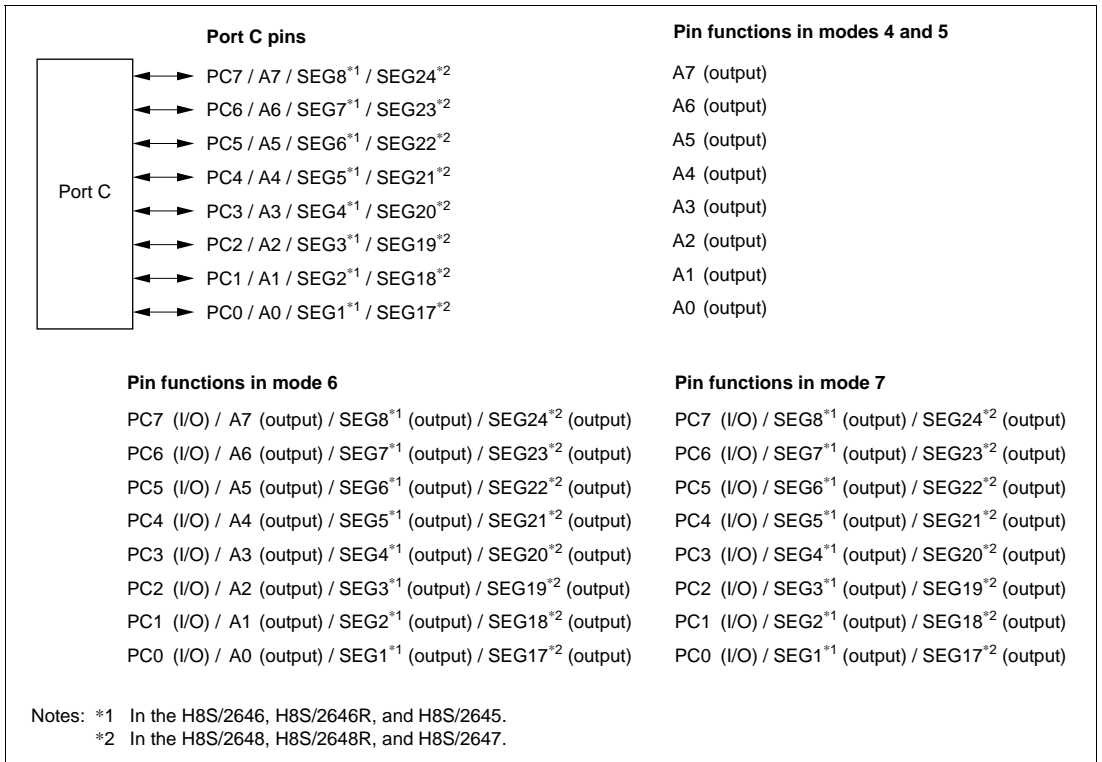 Port C pins
Pin functions in modes 4 and 5
Port C
PC7 / A7 / SEG8*1 / SEG24*2
A7 (output)
PC6 / A6 / SEG7*1 / SEG23*2
A6 (output)
PC5 / A5 / SEG6*1 / SEG22*2
A5 (output)
PC4 / A4 / SEG5*1 / SEG21*2
A4 (output)
PC3 / A3 / SEG4*1 / SEG20*2
A3 (output)
PC2 / A2 / SEG3*1 / SEG19*2
A2 (output)
PC1 / A1 / SEG2*1 / SEG18*2
A1 (output)
PC0 / A0 / SEG1*1 / SEG17*2
A0 (output)
Pin functions in mode 6
PC7 (I/O) / A7 (output) / SEG8*1 (output) / SEG24*2 (output)
PC6 (I/O) / A6 (output) / SEG7*1 (output) / SEG23*2 (output)
PC5 (I/O) / A5 (output) / SEG6*1 (output) / SEG22*2 (output)
PC4 (I/O) / A4 (output) / SEG5*1 (output) / SEG21*2 (output)
PC3 (I/O) / A3 (output) / SEG4*1 (output) / SEG20*2 (output)
PC2 (I/O) / A2 (output) / SEG3*1 (output) / SEG19*2 (output)
PC1 (I/O) / A1 (output) / SEG2*1 (output) / SEG18*2 (output)
PC0 (I/O) / A0 (output) / SEG1*1 (output) / SEG17*2 (output)
Pin functions in mode 7
PC7 (I/O) / SEG8*1 (output) / SEG24*2 (output)
PC6 (I/O) / SEG7*1 (output) / SEG23*2 (output)
PC5 (I/O) / SEG6*1 (output) / SEG22*2 (output)
PC4 (I/O) / SEG5*1 (output) / SEG21*2 (output)
PC3 (I/O) / SEG4*1 (output) / SEG20*2 (output)
PC2 (I/O) / SEG3*1 (output) / SEG19*2 (output)
PC1 (I/O) / SEG2*1 (output) / SEG18*2 (output)
PC0 (I/O) / SEG1*1 (output) / SEG17*2 (output)
Notes: *1 In the H8S/2646, H8S/2646R, and H8S/2645.
*2 In the H8S/2648, H8S/2648R, and H8S/2647.